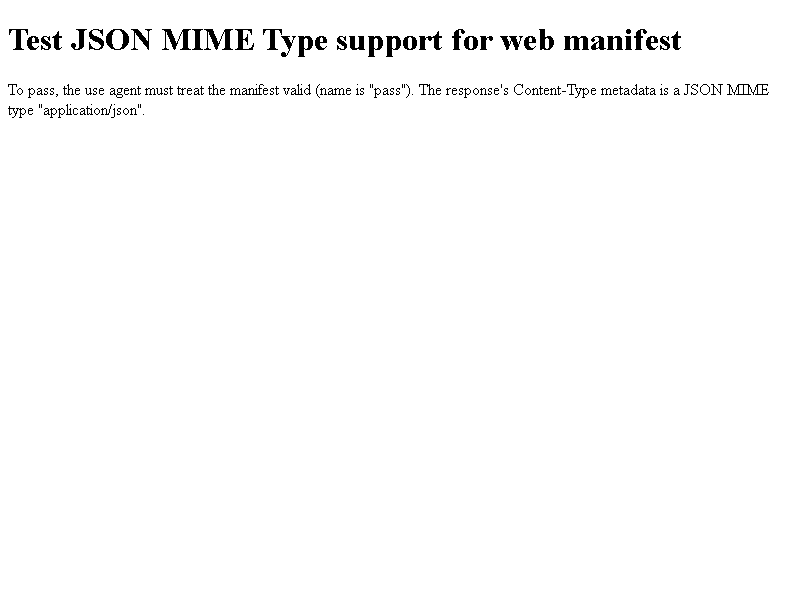 Test JSON MIME Type support for web manifest
To pass, the use agent must treat the manifest valid (name is "pass"). The response's Content-Type metadata is a JSON MIME
type "application/json".